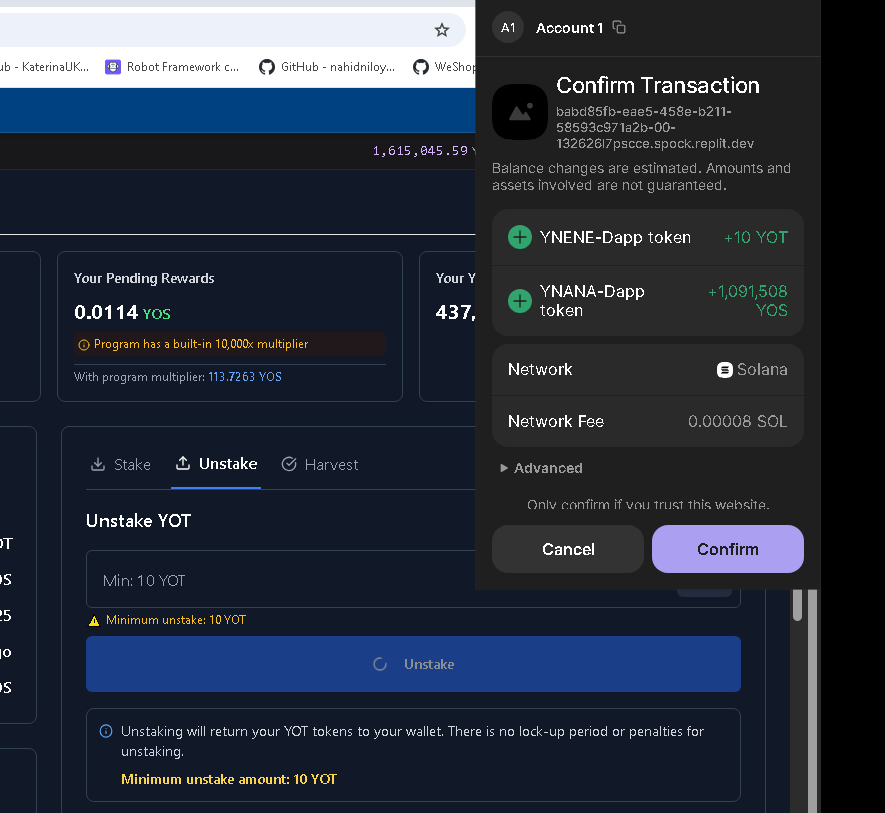 A1 Account 1
ub - KaterinaUK... Robot Framework c... GitHub - nahidniloy... WeShop
1,615,045.59 Y
Confirm Transaction
babd85fb-eae5-458e-b211-
58593c971a2b-00-
132626l7pscce.spock.replit.dev
Balance changes are estimated. Amounts and
assets involved are not guaranteed.
YNENE-Dapp token +10 YOT
YNANA-Dapp
token
+1,091,508
YOS
Network Solana
Network Fee 0.00008 SOL
Advanced
Only confirm if you trust this website.
Cancel Confirm
Your Pending Rewards
0.0114 YOS
Program has a built-in 10,000x multiplier
With program multiplier: 113.7263 YOS
Your Y
437,
Stake Unstake Harvest
Unstake YOT
Min: 10 YOT
Minimum unstake: 10 YOT
Unstake
Unstaking will return your YOT tokens to your wallet. There is no lock-up period or penalties for
unstaking.
Minimum unstake amount: 10 YOT
OT
OS
25
go
OS